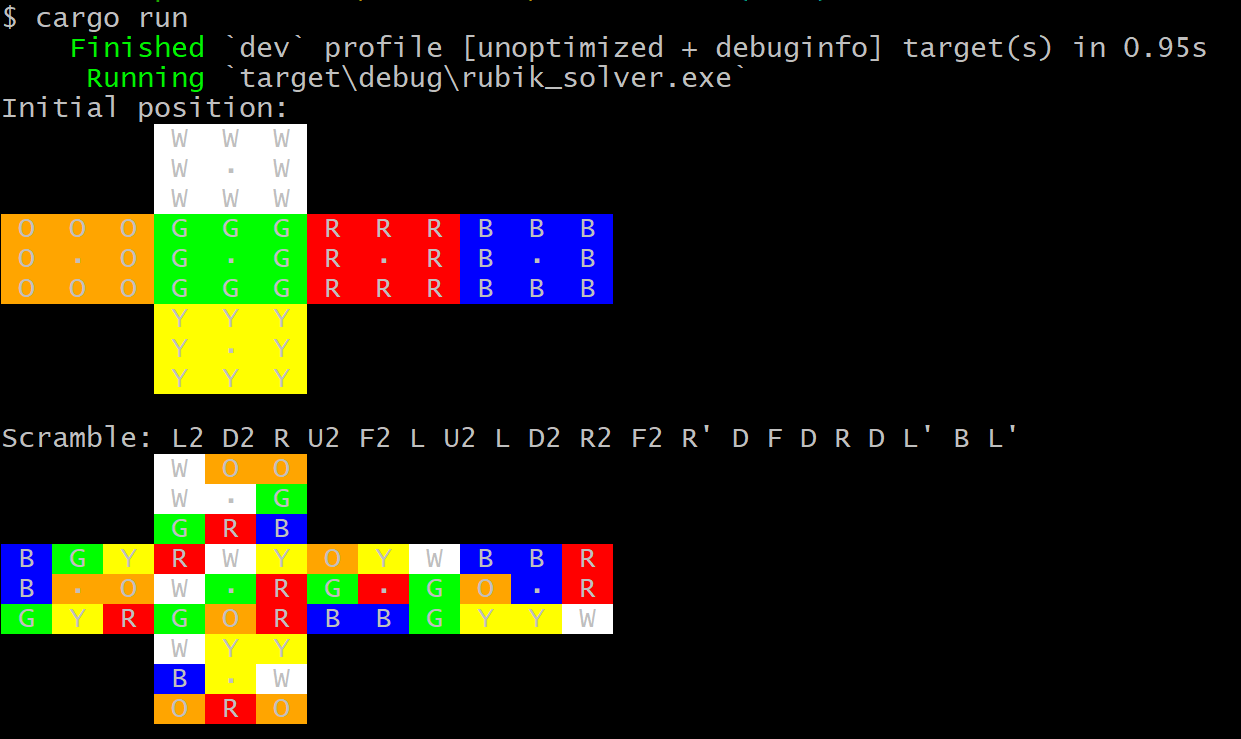 $ cargo run
Finished `dev` profile [unoptimized + debuginfo] target(s) in 0.95s
Running `target\debug\rubik_solver.exe`
Initial position:
W W W
W . W
W W W
O O O G G G R R R B B B
O . O G . G R . R B . B
O O O G G G R R R B B B
Y Y Y
Y . Y
Y Y Y
Scramble: L2 D2 R U2 F2 L U2 L D2 R2 F2 R' D F D R D L' B L'
W O O
W . G
G R B
B G Y R W Y O Y W B B R
B . O W . R G . G O . R
G Y R G O R B B G Y Y W
W Y Y
B . W
O R O